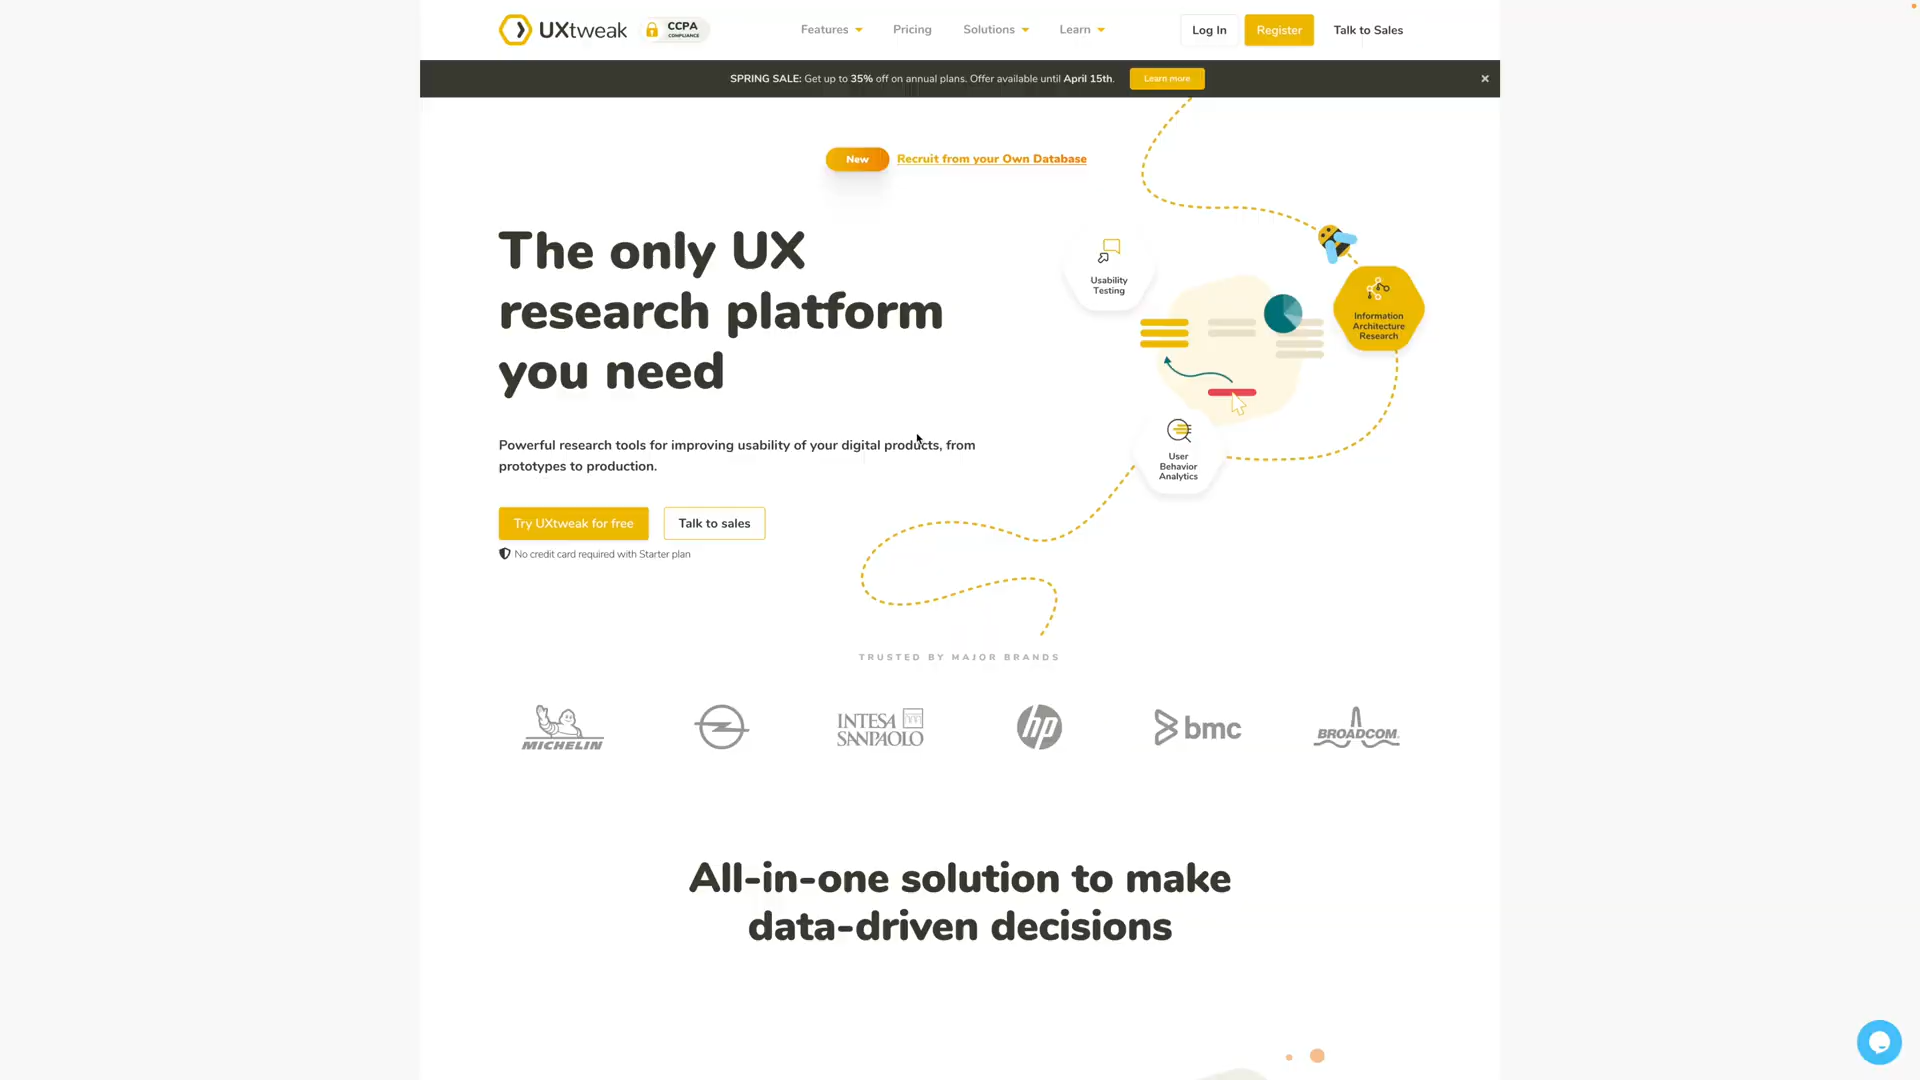 UXtweak
CCPA
COMPLIANCE
Features
Pricing
Solutions
Learn
Log In
Register
Talk to Sales
SPRING SALE: Get up to 35% off on annual plans. Offer available until April 15th.
Learn more
×
New
Recruit from your Own Database
The only UX
research platform
you need
Powerful research tools for improving usability of your digital products, from
prototypes to production.
Try UXtweak for free
Talk to sales
No credit card required with Starter plan
Usability
Testing
Information
Architecture
Research
User
Behavior
Analytics
TRUSTED BY MAJOR BRANDS
MICHELIN
INTESA
SANPAOLO
hp
bmc
BROADCOM.
All-in-one solution to make
data-driven decisions